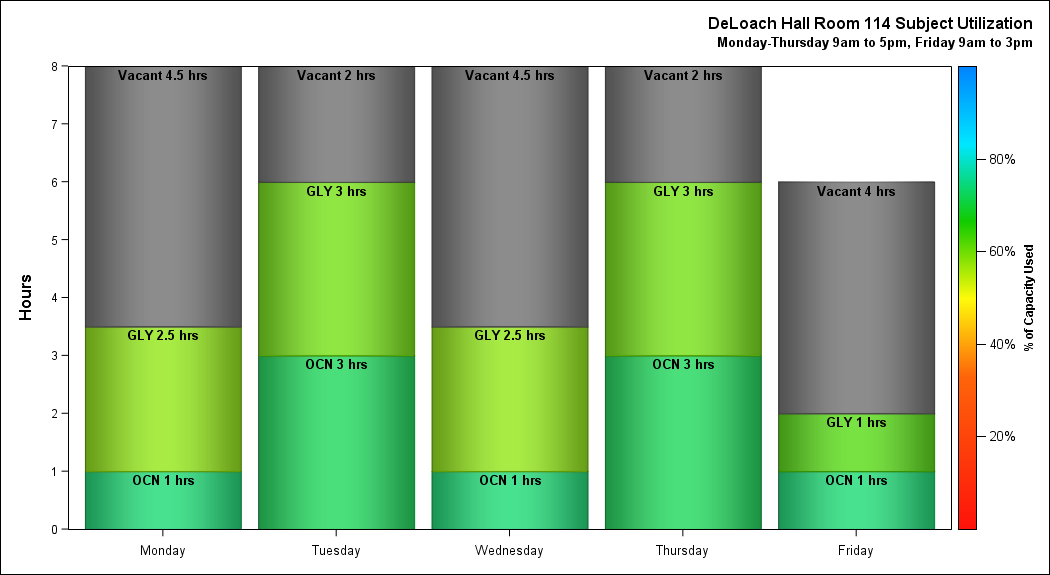 DeLoach Hall Room 114 Subject Utilization
Monday-Thursday 9am to 5pm, Friday 9am to 3pm
Hours
8
7
6
5
4
3
2
1
0
Vacant 4.5 hrs
GLY 2.5 hrs
OCN 1 hrs
Vacant 2 hrs
GLY 3 hrs
OCN 3 hrs
Vacant 4.5 hrs
GLY 2.5 hrs
OCN 1 hrs
Vacant 2 hrs
GLY 3 hrs
OCN 3 hrs
Vacant 4 hrs
GLY 1 hrs
OCN 1 hrs
Monday
Tuesday
Wednesday
Thursday
Friday
80%
60%
40%
20%
% of Capacity Used